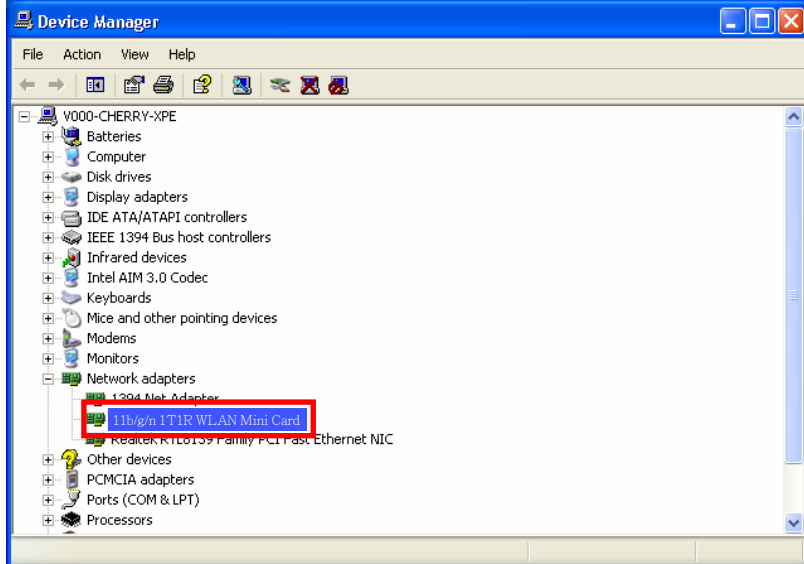 Device Manager
File Action View Help
V000-CHERRY-XPE
Batteries
Computer
Disk drives
Display adapters
IDE ATA/ATAPI controllers
IEEE 1394 Bus host controllers
Infrared devices
Intel AIM 3.0 Codec
Keyboards
Mice and other pointing devices
Modems
Monitors
Network adapters
1394 Net Adapter
11b/g/n 1T1R WLAN Mini Card
Realtek RTL8139 Family PCI Fast Ethernet NIC
Other devices
PCMCIA adapters
Ports (COM & LPT)
Processors